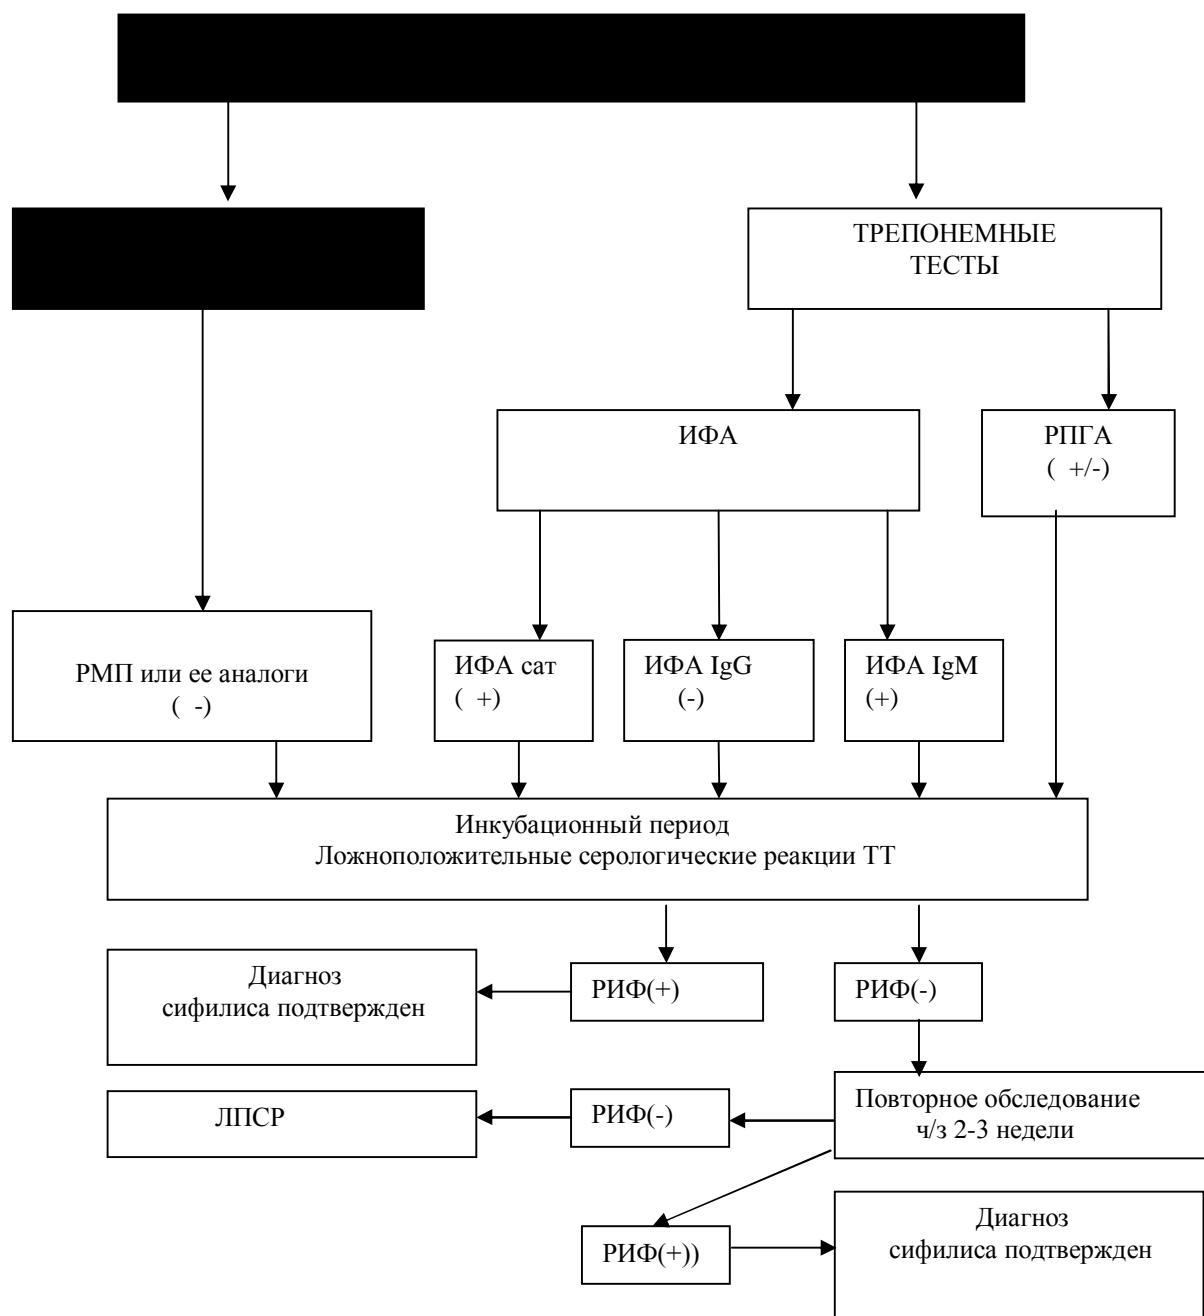 ТРЕПОНЕМНЫЕ
ТЕСТЫ
ИФА
РПГА
( +/-)
РМП или ее аналоги
( -)
ИФА сат
( +)
ИФА IgG
(-)
ИФА IgM
(+)
Инкубационный период
Ложноположительные серологические реакции ТТ
Диагноз
сифилиса подтвержден
РИФ(+)
РИФ(-)
ЛПСР
РИФ(-)
Повторное обследование
ч/з 2-3 недели
РИФ(+))
Диагноз
сифилиса подтвержден